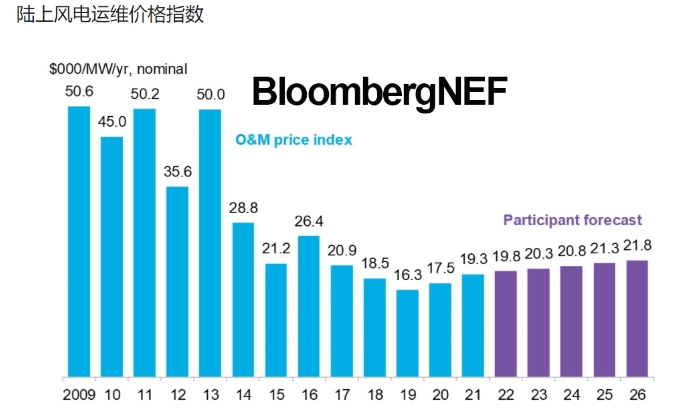 陆上风电运维价格指数
$000/MW/yr, nominal
BloombergNEF
50.6 45.0 50.2 35.6 50.0 28.8 21.2 26.4 20.9 18.5 16.3 17.5 19.3 19.8 20.3 20.8 21.3 21.8
O&M price index
Participant forecast
2009 10 11 12 13 14 15 16 17 18 19 20 21 22 23 24 25 26